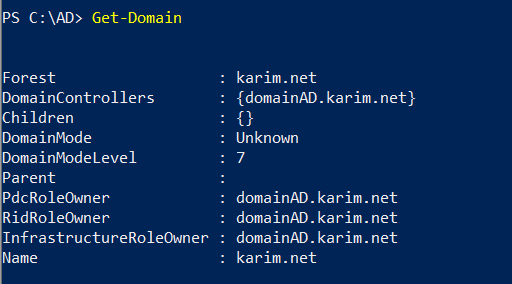 PS C:\AD> Get-Domain
Forest                  : karim.net
DomainControllers       : {domainAD.karim.net}
Children                : {}
DomainMode              : Unknown
DomainModeLevel         : 7
Parent                  :
PdcRoleOwner            : domainAD.karim.net
RidRoleOwner            : domainAD.karim.net
InfrastructureRoleOwner : domainAD.karim.net
Name                    : karim.net